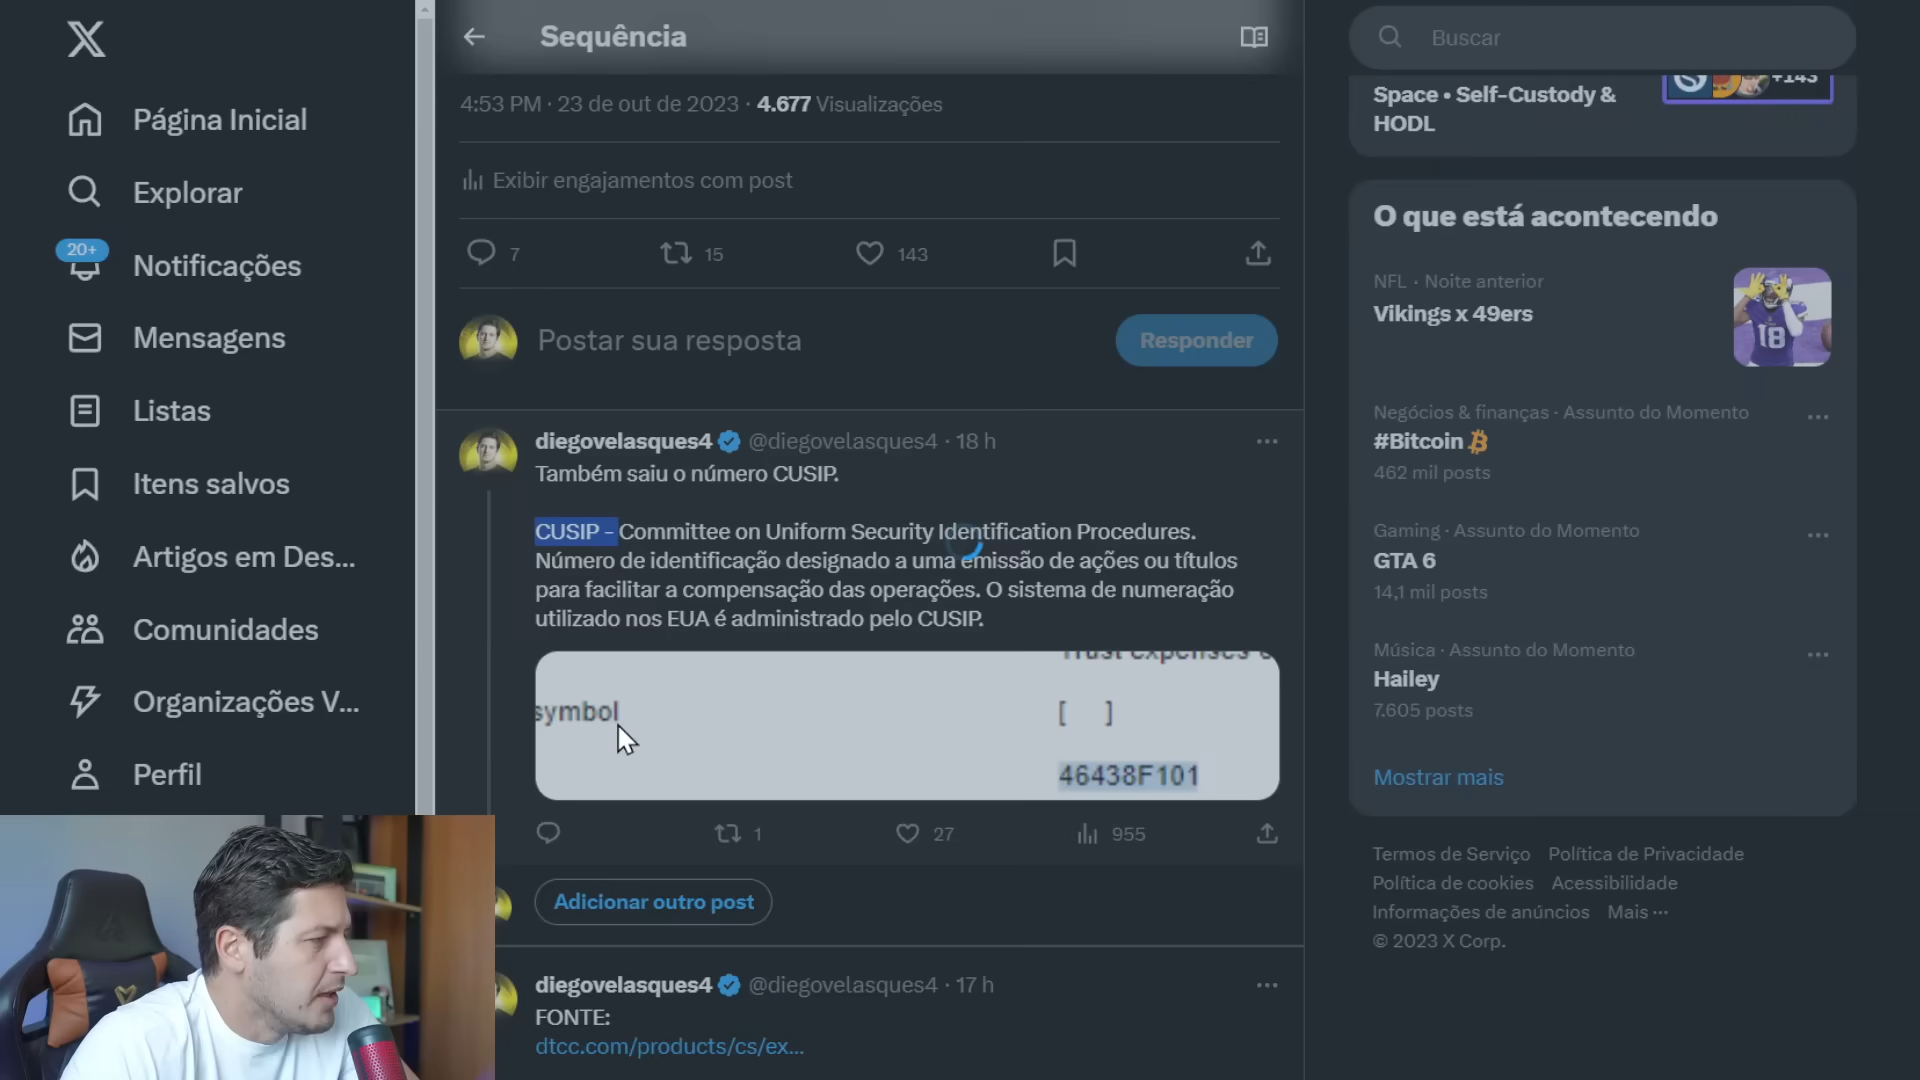 Página Inicial
Explorar
20+
Notificações
Mensagens
Listas
Itens salvos
Artigos em Des...
Comunidades
Organizações V...
Perfil
Sequência
4:53 PM · 23 de out de 2023 · 4.677 Visualizações
Exibir engajamentos com post
7
15
143
Postar sua resposta
Responder
diegovelasques4 @diegovelasques4 · 18 h
Também saiu o número CUSIP.
CUSIP - Committee on Uniform Security Identification Procedures.
Número de identificação designado a uma emissão de ações ou títulos
para facilitar a compensação das operações. O sistema de numeração
utilizado nos EUA é administrado pelo CUSIP.
Trust expenses
symbol
[ ]
46438F101
1
27
955
Adicionar outro post
diegovelasques4 @diegovelasques4 · 17 h
FONTE:
dtcc.com/products/cs/ex...
Buscar
+143
Space • Self-Custody &
HODL
O que está acontecendo
NFL · Noite anterior
Vikings x 49ers
18
Negócios & finanças · Assunto do Momento
#Bitcoin
462 mil posts
Gaming · Assunto do Momento
GTA 6
14,1 mil posts
Música · Assunto do Momento
Hailey
7.605 posts
Mostrar mais
Termos de Serviço Política de Privacidade
Política de cookies Acessibilidade
Informações de anúncios Mais ···
© 2023 X Corp.